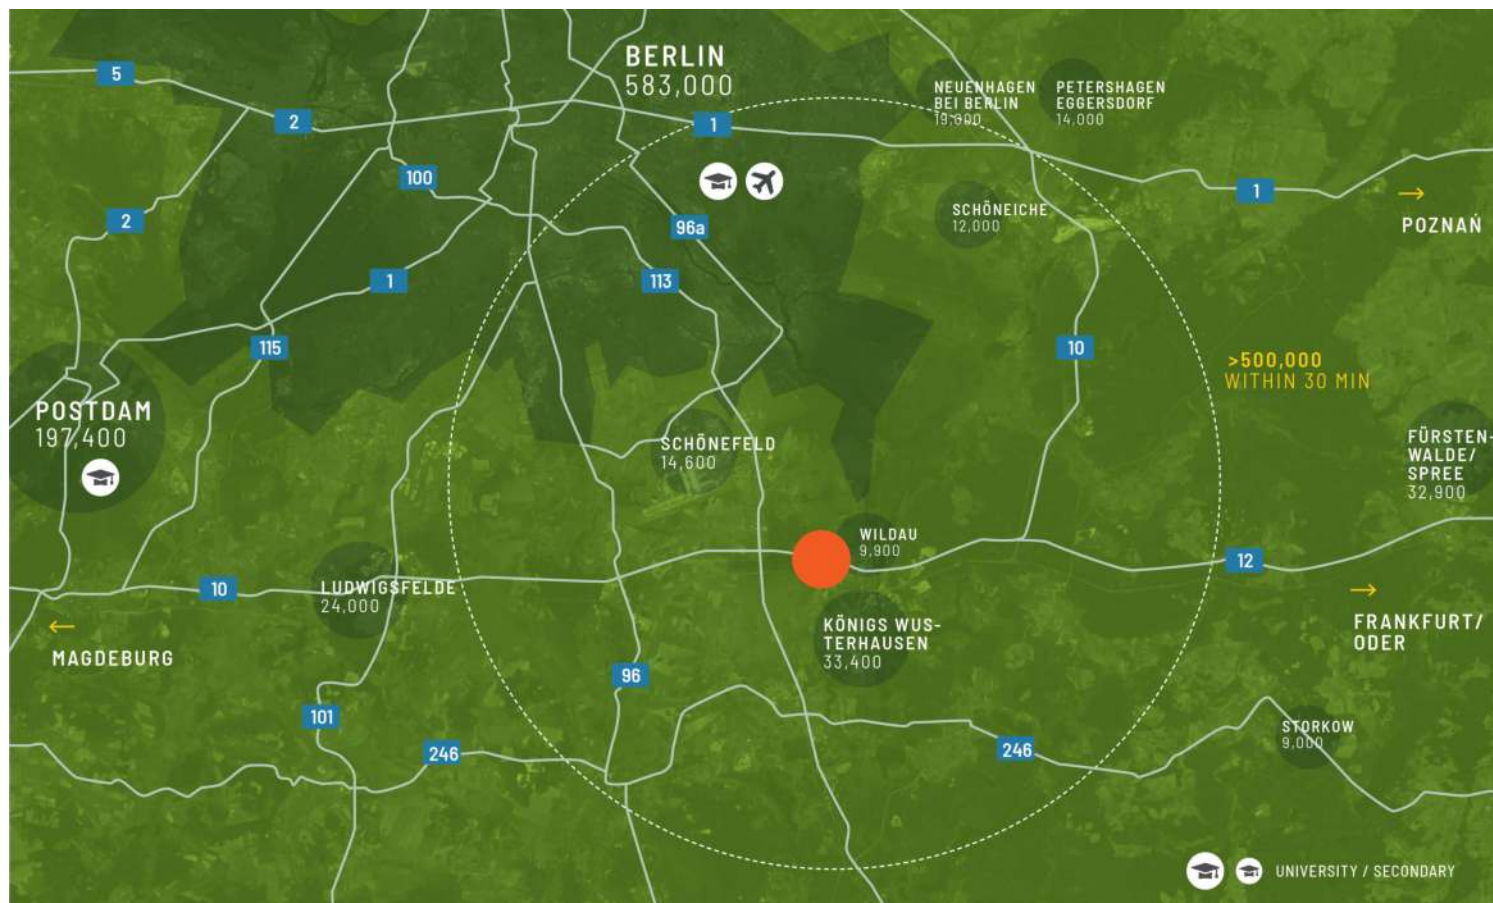 BERLIN
583,000
5
2
1
NEUENHAGEN
BEI BERLIN
19,000
PETERSHAGEN
EGGERSDORF
14,000
100
2
96a
1
POZNAŃ
SCHÖNEICHE
12,000
1
113
115
10
>500,000
WITHIN 30 MIN
POSTDAM
197,400
SCHÖNEFELD
14,600
FÜRSTEN-
WALDE/
SPREE
32,900
WILDAU
9,900
12
10
LUDWIGSFELDE
24,000
MAGDEBURG
KÖNIGS WUS-
TERHAUSEN
33,400
FRANKFURT/
ODER
96
101
246
246
STORKOW
9,000
UNIVERSITY / SECONDARY